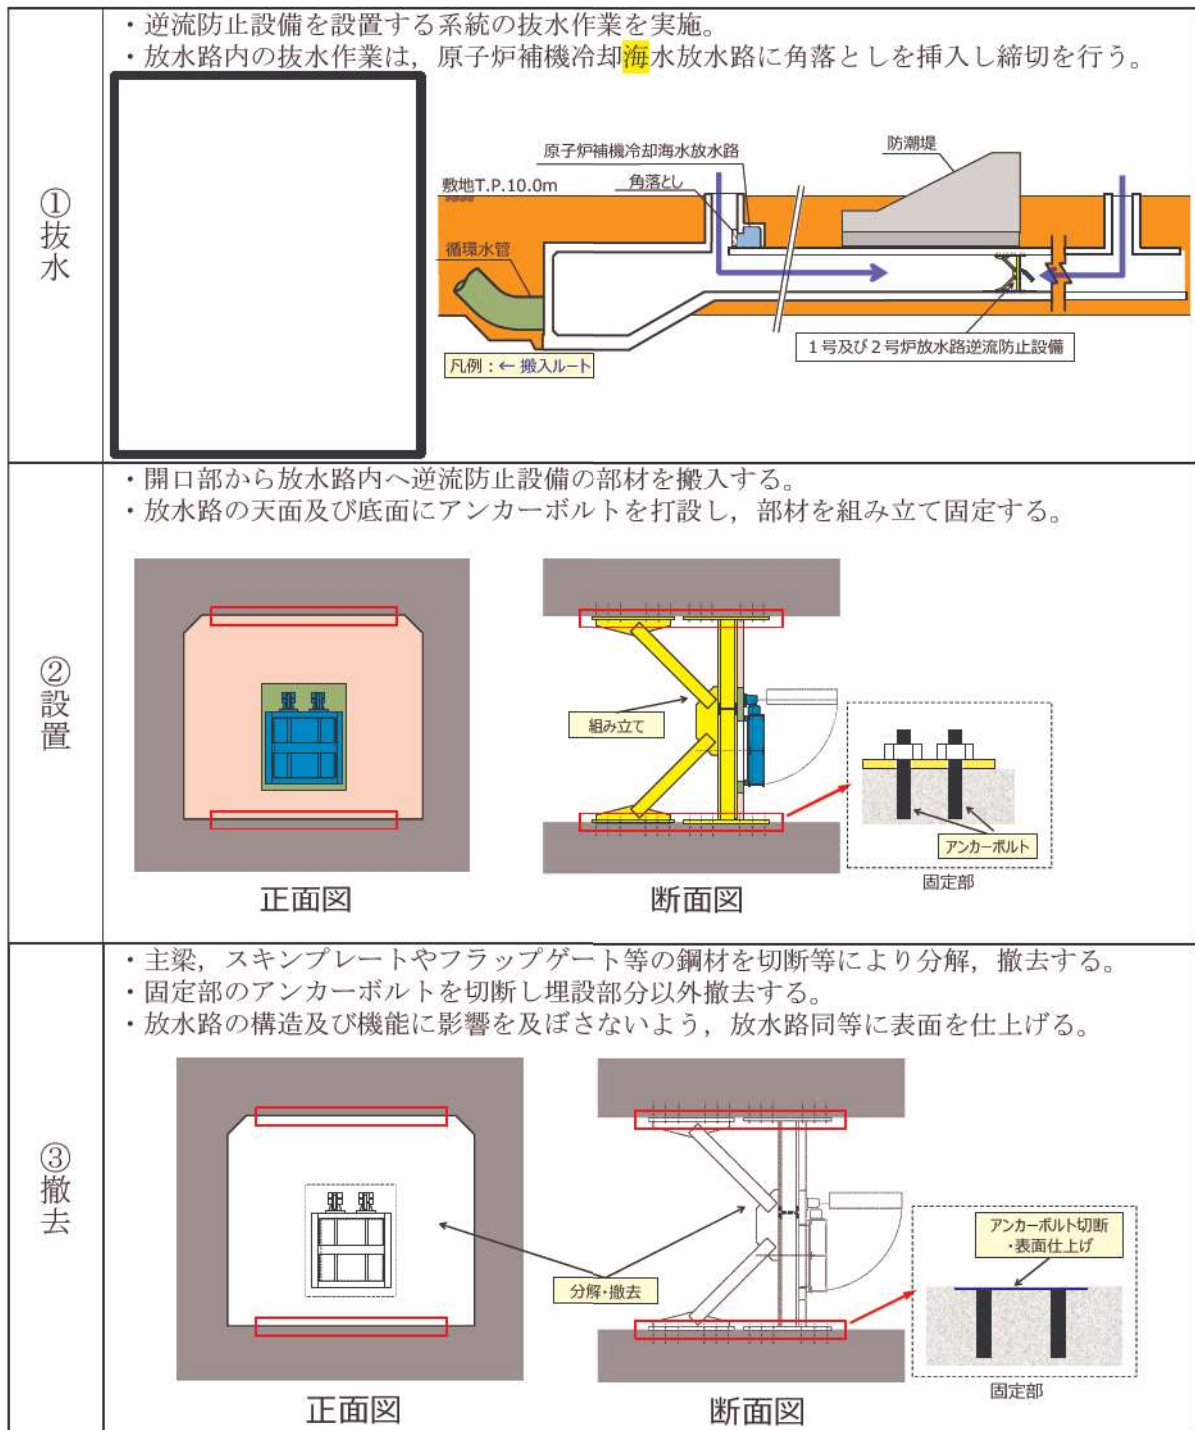 ①抜水
・逆流防止設備を設置する系統の抜水作業を実施。
・放水路内の抜水作業は，原子炉補機冷却海水放水路に角落としを挿入し締切を行う。
原子炉補機冷却海水放水路
防潮堤
敷地T.P.10.0m
角落とし
循環水管
1号及び2号炉放水路逆流防止設備
凡例：← 搬入ルート
②設置
・開口部から放水路内へ逆流防止設備の部材を搬入する。
・放水路の天面及び底面にアンカーボルトを打設し，部材を組み立て固定する。
組み立て
アンカーボルト
固定部
正面図
断面図
③撤去
・主梁，スキンプレートやフラップゲート等の鋼材を切断等により分解，撤去する。
・固定部のアンカーボルトを切断し埋設部分以外撤去する。
・放水路の構造及び機能に影響を及ぼさないよう，放水路同等に表面を仕上げる。
分解・撤去
アンカーボルト切断
・表面仕上げ
固定部
正面図
断面図